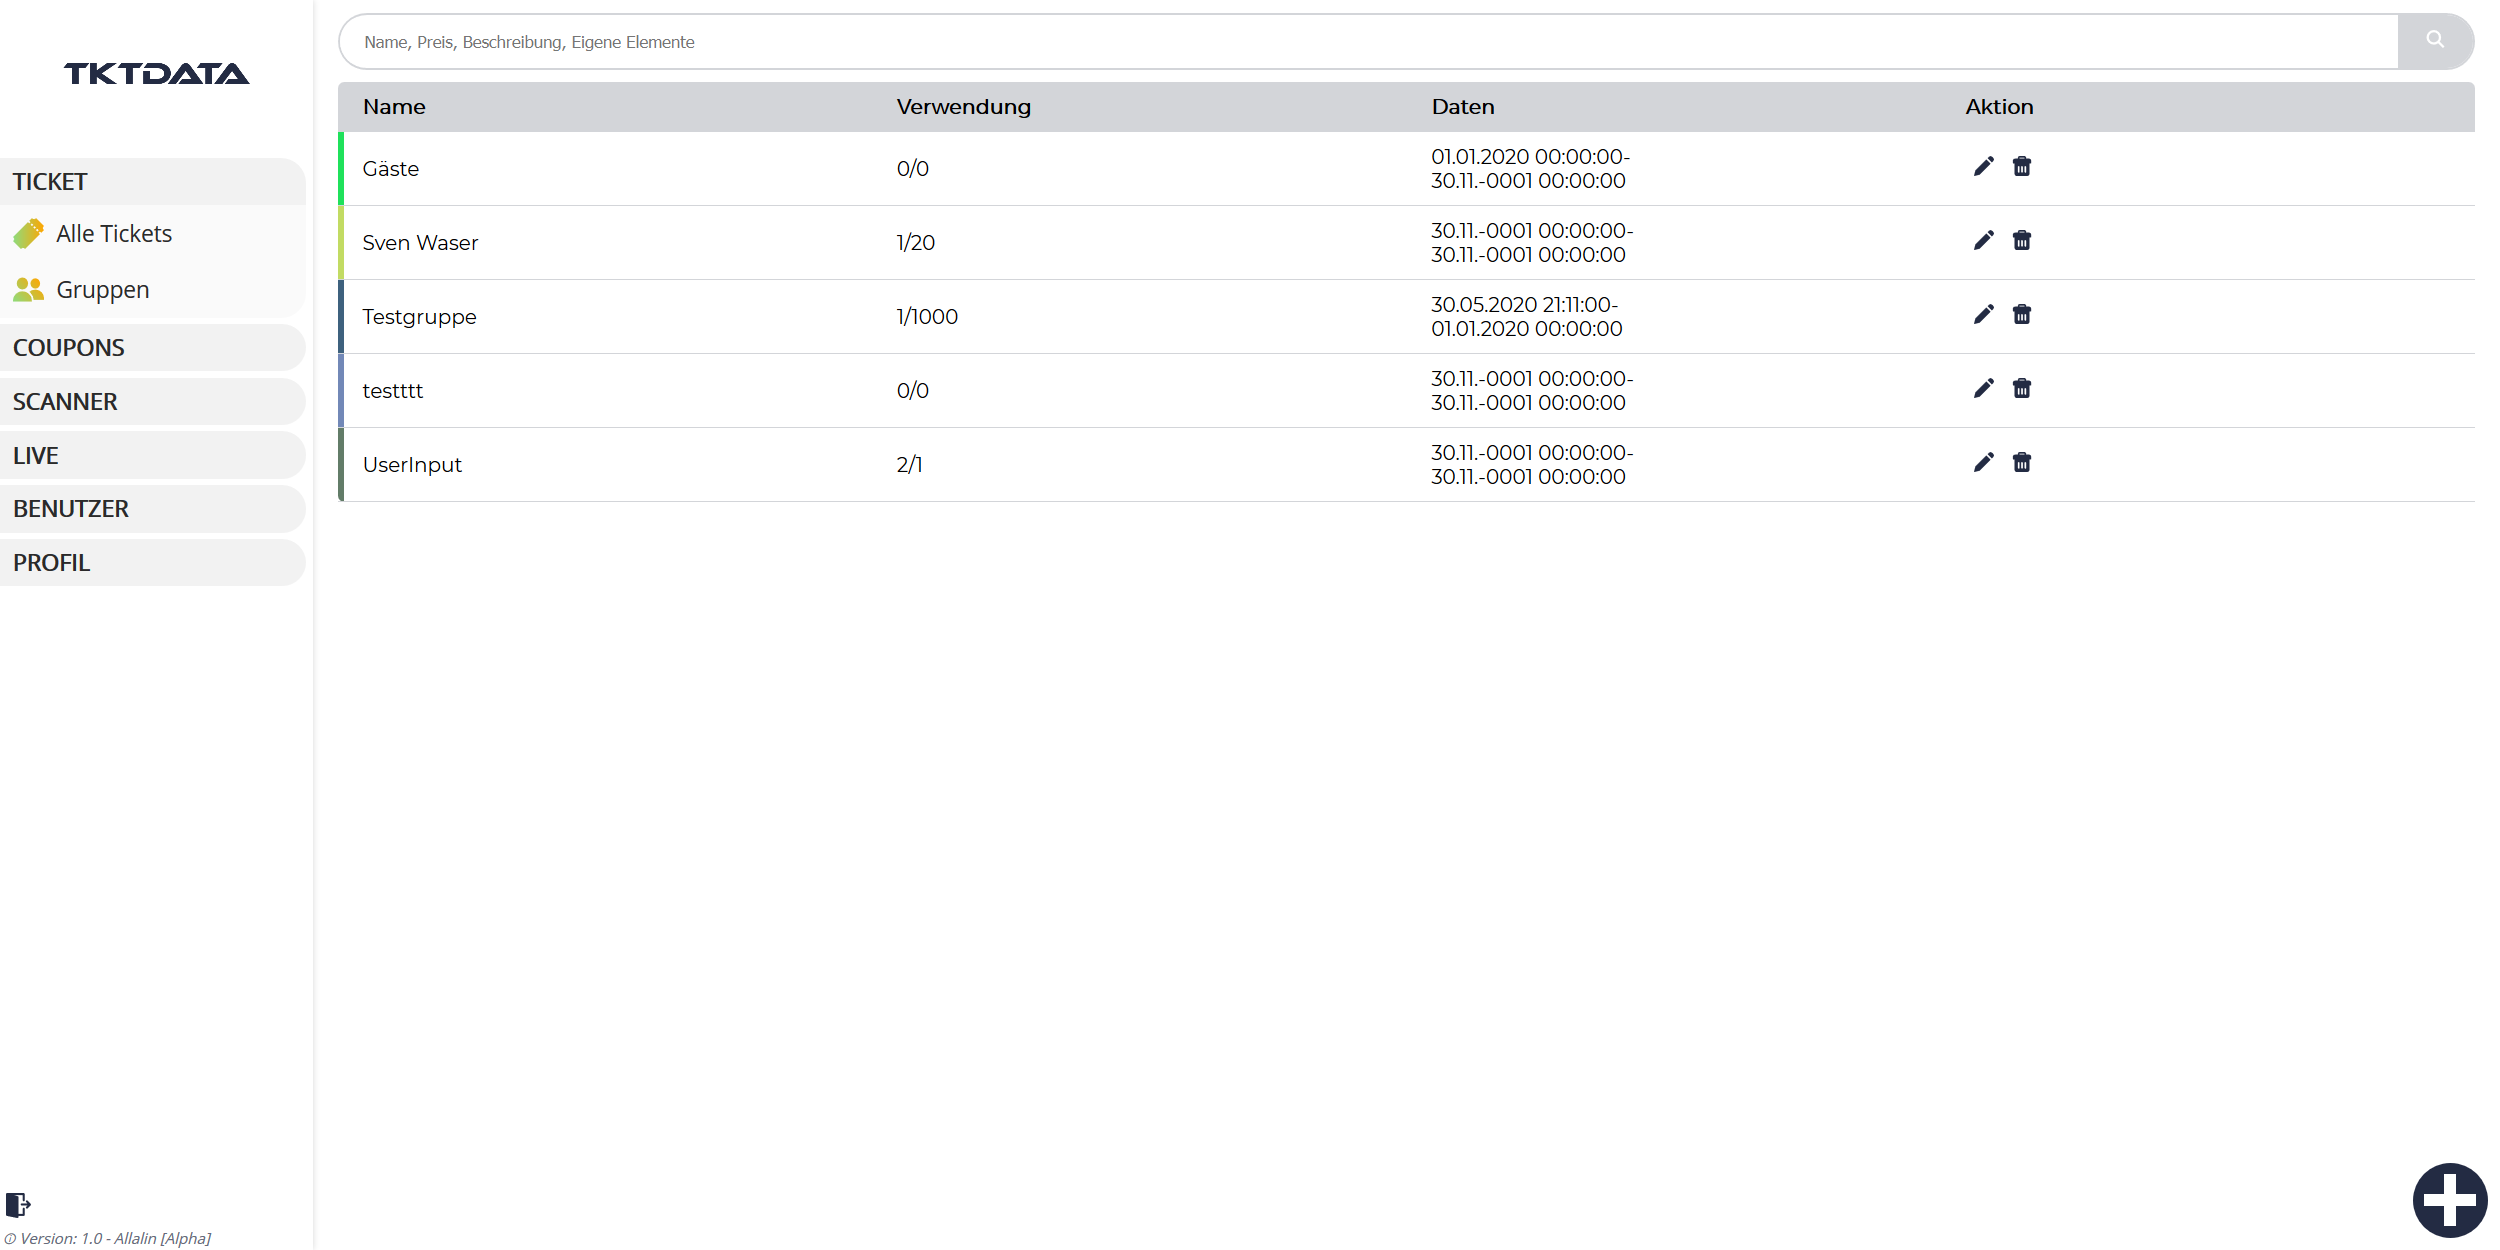 TKTDATA
TICKET
Alle Tickets
Gruppen
COUPONS
SCANNER
LIVE
BENUTZER
PROFIL
Version: 1.0 - Allalin [Alpha]
Name, Preis, Beschreibung, Eigene Elemente
Name Verwendung Daten Aktion
Gäste 0/0 01.01.2020 00:00:00-
30.11.-0001 00:00:00
Sven Waser 1/20 30.11.-0001 00:00:00-
30.11.-0001 00:00:00
Testgruppe 1/1000 30.05.2020 21:11:00-
01.01.2020 00:00:00
testttt 0/0 30.11.-0001 00:00:00-
30.11.-0001 00:00:00
UserInput 2/1 30.11.-0001 00:00:00-
30.11.-0001 00:00:00